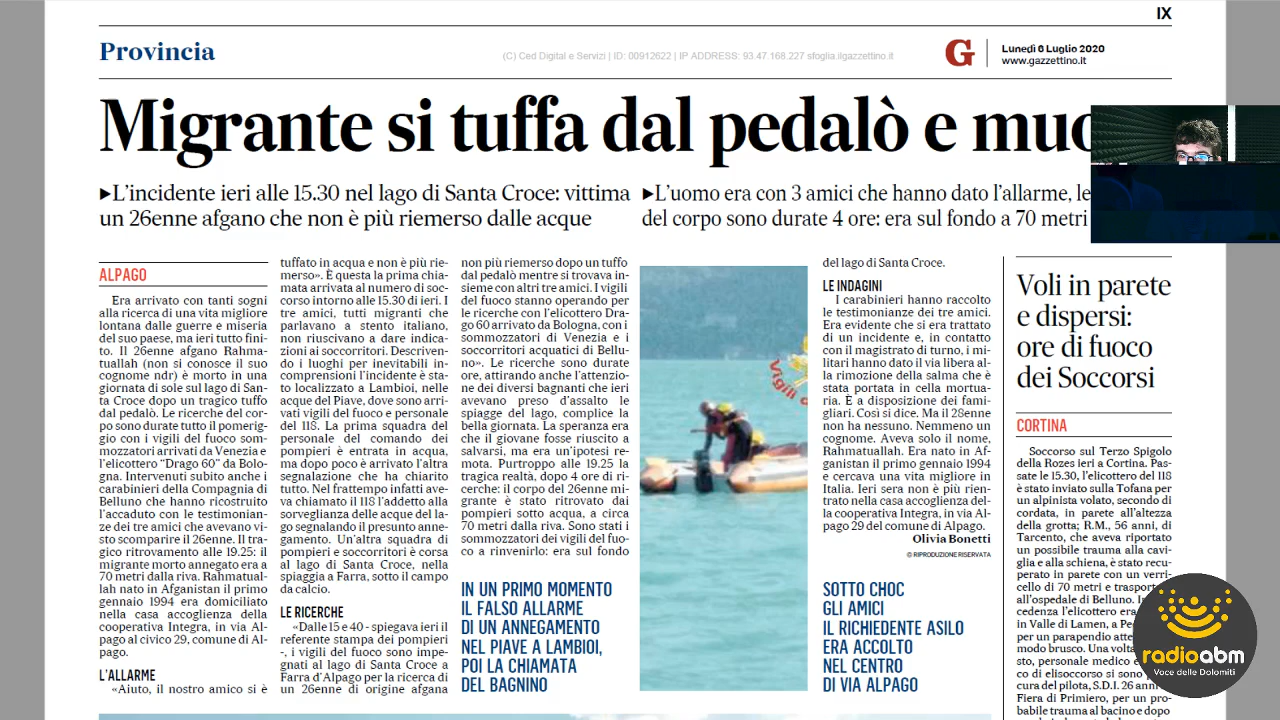 IX
Provincia
(C) Ced Digital e Servizi | ID: 00912622 | IP ADDRESS: 93.47.168.227 sfoglia.ilgazzettino.it
G
Lunedì 6 Luglio 2020
www.gazzettino.it
Migrante si tuffa dal pedalò e
▶L'incidente ieri alle 15.30 nel lago di Santa Croce: vittima
un 26enne afgano che non è più riemerso dalle acque
▶L'uomo era con 3 amici che hanno dato l'allarme, le
del corpo sono durate 4 ore: era sul fondo a 70 metri
ALPAGO
Era arrivato con tanti sogni
alla ricerca di una vita migliore
lontana dalle guerre e miseria
del suo paese, ma ieri tutto fini-
to. Il 26enne afgano Rahma-
tuallah (non si conosce il suo
cognome ndr) è morto in una
giornata di sole sul lago di San-
ta Croce dopo un tragico tuffo
dal pedalò. Le ricerche del cor-
po sono durate tutto il pomerig-
gio con i vigili del fuoco som-
mozzatori arrivati da Venezia e
l'elicottero "Drago 60" da Bolo-
gna. Intervenuti subito anche i
carabinieri della Compagnia di
Belluno che hanno ricostruito
l'accaduto con le testimonian-
ze dei tre amici che avevano vi-
sto scomparire il 26enne. Il tra-
gico ritrovamento alle 19.25: il
migrante morto annegato era a
70 metri dalla riva. Rahmatual-
lah nato in Afganistan il primo
gennaio 1994 era domiciliato
nella casa accoglienza della
cooperativa Integra, in via Al-
pago al civico 29, comune di Al-
pago.
L'ALLARME
«Aiuto, il nostro amico si è
tuffato in acqua e non è più rie-
merso». È questa la prima chia-
mata arrivata al numero di soc-
corso intorno alle 15.30 di ieri. I
tre amici, tutti migranti che
parlavano a stento italiano,
non riuscivano a dare indica-
zioni ai soccorritori. Descriven-
do i luoghi per inevitabili in-
comprensioni l'incidente è sta-
to localizzato a Lambioi, nelle
acque del Piave, dove sono arri-
vati vigili del fuoco e personale
del 118. La prima squadra del
personale del comando dei
pompieri è entrata in acqua,
ma dopo poco è arrivata l'altra
segnalazione che ha chiarito
tutto. Nel frattempo infatti ave-
va chiamato il 118 l'addetto alla
sorveglianza delle acque del la-
go segnalando il presunto anne-
gamento. Un'altra squadra di
pompieri e soccorritori è corsa
al lago di Santa Croce, nella
spiaggia a Farra, sotto il campo
da calcio.
LE RICERCHE
«Dalle 15 e 40 - spiegava ieri il
referente stampa dei pompieri
-, i vigili del fuoco sono impe-
gnati al lago di Santa Croce a
Farra d'Alpago per la ricerca di
un 26enne di origine afgana
non più riemerso dopo un tuffo
dal pedalò mentre si trovava in-
sieme con altri tre amici. I vigili
del fuoco stanno operando per
le ricerche con l'elicottero Dra-
go 60 arrivato da Bologna, con i
sommozzatori di Venezia e i
soccorritori acquatici di Bellu-
no». Le ricerche sono durate
ore, attirando anche l'attenzio-
ne dei diversi bagnanti che ieri
avevano preso d'assalto le
spiagge del lago, complice la
bella giornata. La speranza era
che il giovane fosse riuscito a
salvarsi, ma era un'ipotesi re-
mota. Purtroppo alle 19.25 la
tragica realtà, dopo 4 ore di ri-
cerche: il corpo del 26enne mi-
grante è stato ritrovato dai
pompieri sotto acqua, a circa
70 metri dalla riva. Sono stati i
sommozzatori dei vigili del fuo-
co a rinvenirlo: era sul fondo
IN UN PRIMO MOMENTO
IL FALSO ALLARME
DI UN ANNEGAMENTO
NEL PIAVE A LAMBIOI,
POI LA CHIAMATA
DEL BAGNINO
del lago di Santa Croce.
LE INDAGINI
I carabinieri hanno raccolto
le testimonianze dei tre amici.
Era evidente che si era trattato
di un incidente e, in contatto
con il magistrato di turno, i mi-
litari hanno dato il via libera al-
la rimozione della salma che è
stata portata in cella mortua-
ria. È a disposizione dei fami-
gliari. Così si dice. Ma il 28enne
non ha nessuno. Nemmeno un
cognome. Aveva solo il nome,
Rahmatuallah. Era nato in Af-
ganistan il primo gennaio 1994
e cercava una vita migliore in
Italia. Ieri sera non è più rien-
trato nella casa accoglienza del-
la cooperativa Integra, in via Al-
pago 29 del comune di Alpago.
Olivia Bonetti
© RIPRODUZIONE RISERVATA
SOTTO CHOC
GLI AMICI
IL RICHIEDENTE ASILO
ERA ACCOLTO
NEL CENTRO
DI VIA ALPAGO
Voli in parete
e dispersi:
ore di fuoco
dei Soccorsi
CORTINA
Soccorso sul Terzo Spigolo
della Rozes ieri a Cortina. Pas-
sate le 15.30, l'elicottero del 118
è stato inviato sulla Tofana per
un alpinista volato, secondo di
cordata, in parete all'altezza
della grotta; R.M., 56 anni, di
Tarcento, che aveva riportato
un possibile trauma alla cavi-
glia e alla schiena, è stato recu-
perato in parete con un verri-
cello di 70 metri e
all'ospedale di Belluno.
cedenza l'elicottero
in Valle di Lamen, a
per un parapendio
modo brusco. Una
sto, personale medico
co di elisoccorso si sono
cura del pilota, S.D.I. 26
Fiera di Primiero, per un
babile trauma al bacino e dopo
radioabm
Voce delle Dolomiti